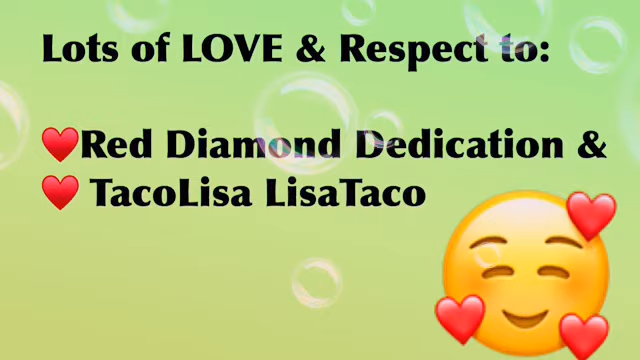 Lots of LOVE & Respect to:
❤️Red Diamond Dedication &
❤️ TacoLisa LisaTaco